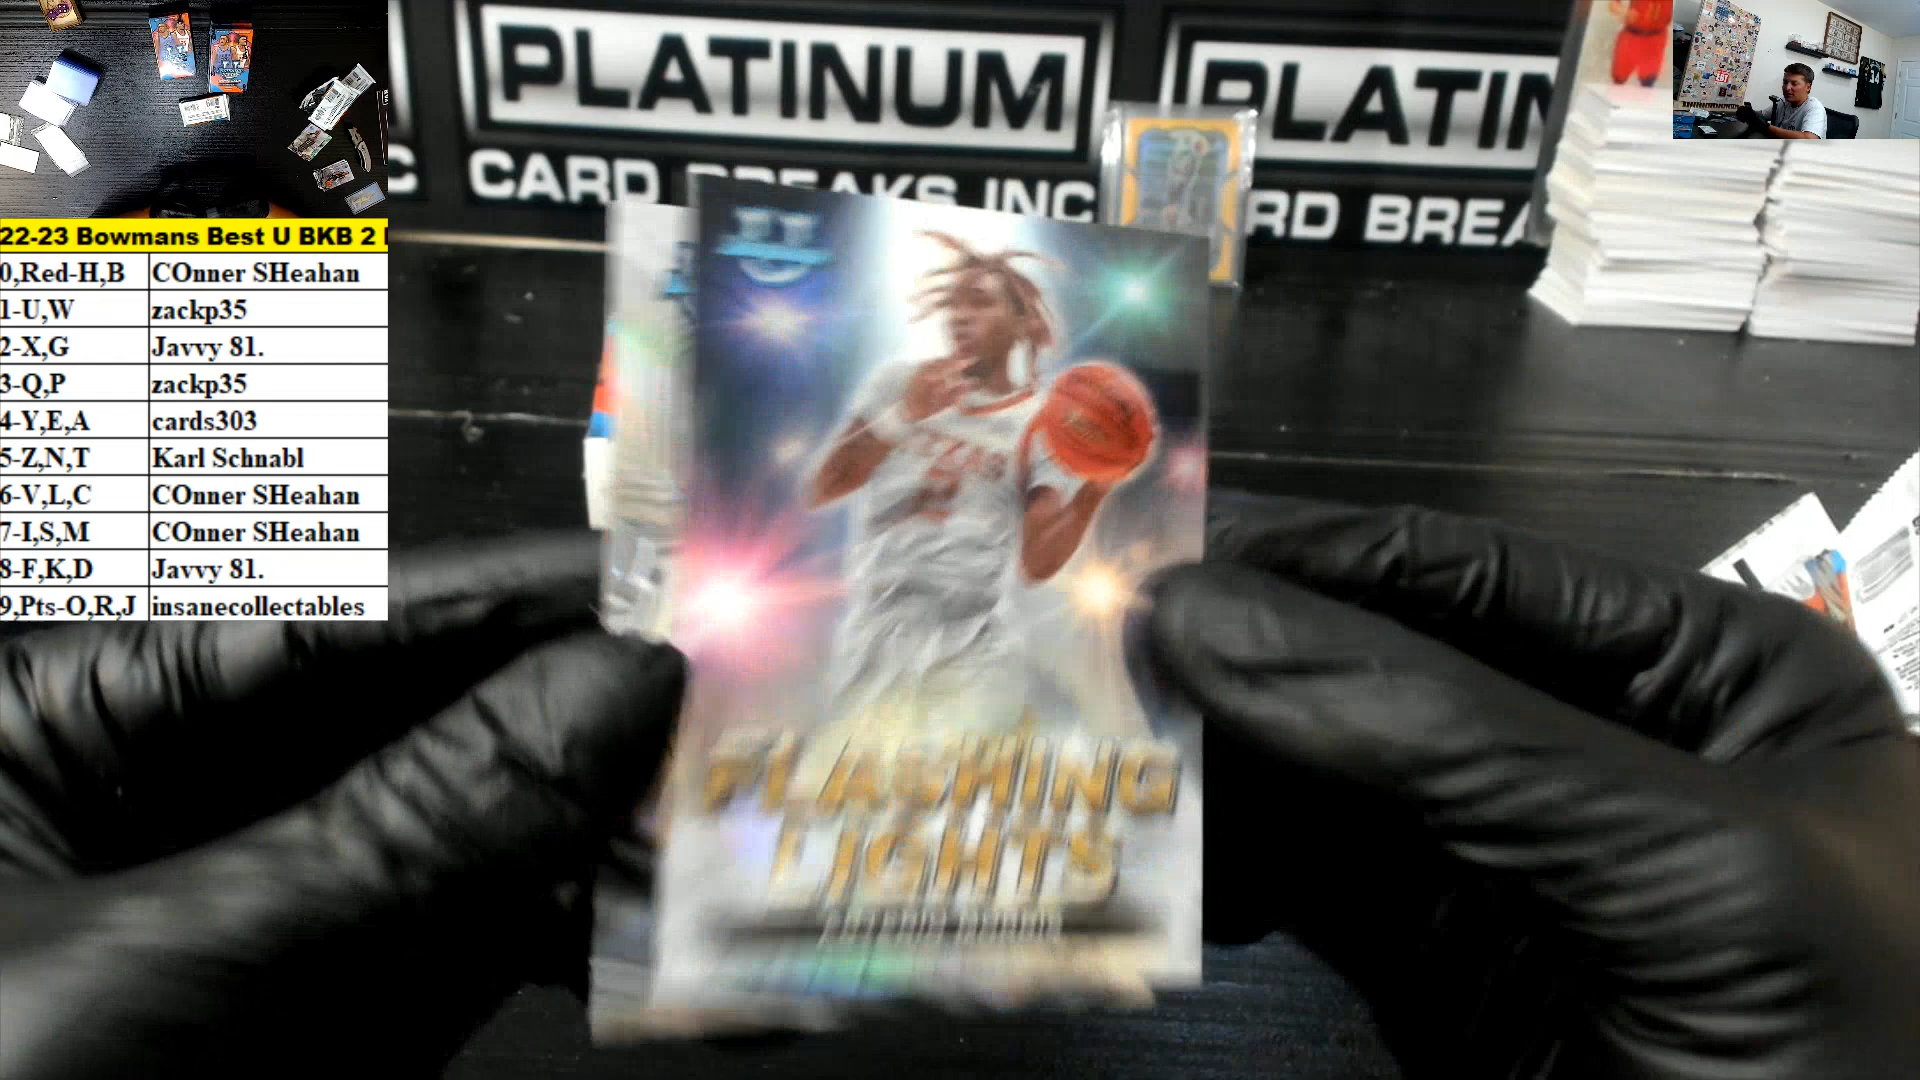 PLATINUM
CARD BREAKS INC
PLATIN
RD BREA
22-23 Bowmans Best U BKB 2
0,Red-H,B COnner SHeahan
1-U,W zackp35
2-X,G Javvy 81.
3-Q,P zackp35
4-Y,E,A cards303
5-Z,N,T Karl Schnabl
6-V,L,C COnner SHeahan
7-I,S,M COnner SHeahan
8-F,K,D Javvy 81.
9,Pts-O,R,J insanecollectables
FLASHING
LIGHTS